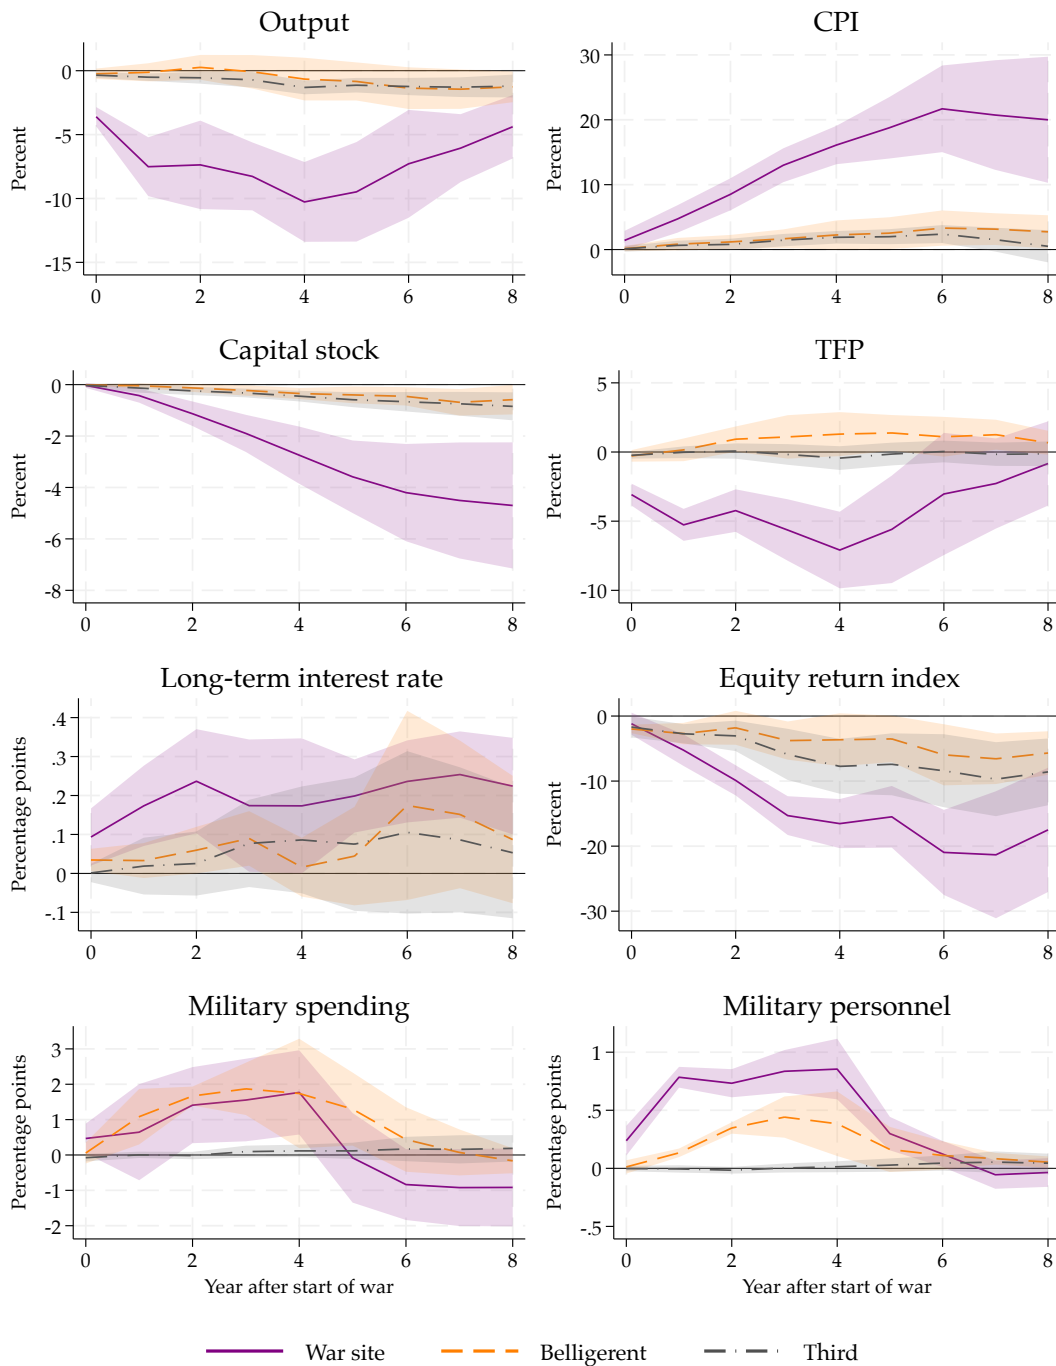 Output
CPI
Percent
0
-5
-10
-15
0 2 4 6 8
Percent
30
20
10
0
0 2 4 6 8
Capital stock
TFP
Percent
0
-2
-4
-6
-8
0 2 4 6 8
Percent
5
0
-5
-10
0 2 4 6 8
Long-term interest rate
Equity return index
Percentage points
.4
.3
.2
.1
0
-.1
0 2 4 6 8
Percent
0
-10
-20
-30
0 2 4 6 8
Military spending
Military personnel
Percentage points
3
2
1
0
-1
-2
0 2 4 6 8
Year after start of war
Percentage points
1
.5
0
-.5
0 2 4 6 8
Year after start of war
War site Belligerent Third